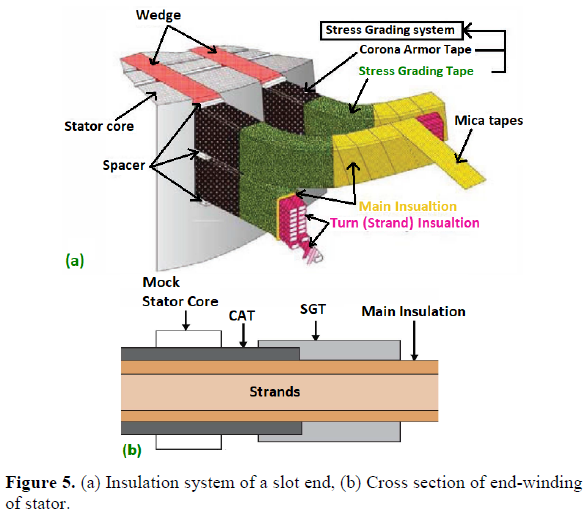 Wedge
Stress Grading system
Corona Armor Tape
Stress Grading Tape
Stator core
Mica tapes
Spacer
Main Insualtion
Turn (Strand) Insualtion
(a)
Mock
Stator Core
CAT
SGT
Main Insulation
Strands
(b)
Figure 5. (a) Insulation system of a slot end, (b) Cross section of end-winding
of stator.